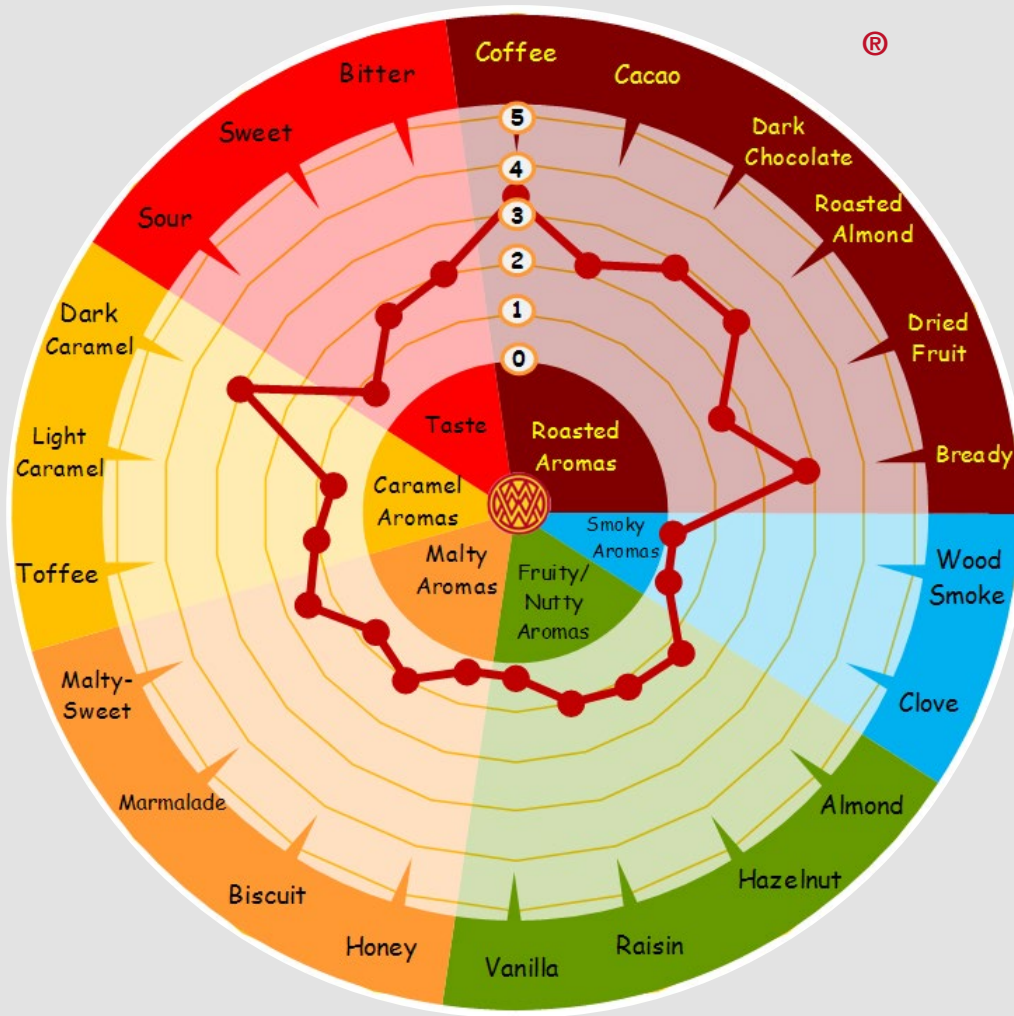 ®
Coffee
Cacao
Dark
Chocolate
Roasted
Almond
Dried
Fruit
Bready
Wood
Smoke
Clove
Almond
Hazelnut
Raisin
Vanilla
Honey
Biscuit
Marmalade
Malty-
Sweet
Toffee
Light
Caramel
Dark
Caramel
Sour
Sweet
Bitter
5
4
3
2
1
0
Taste
Roasted
Aromas
Caramel
Aromas
Smoky
Aromas
Malty
Aromas
Fruity/
Nutty
Aromas